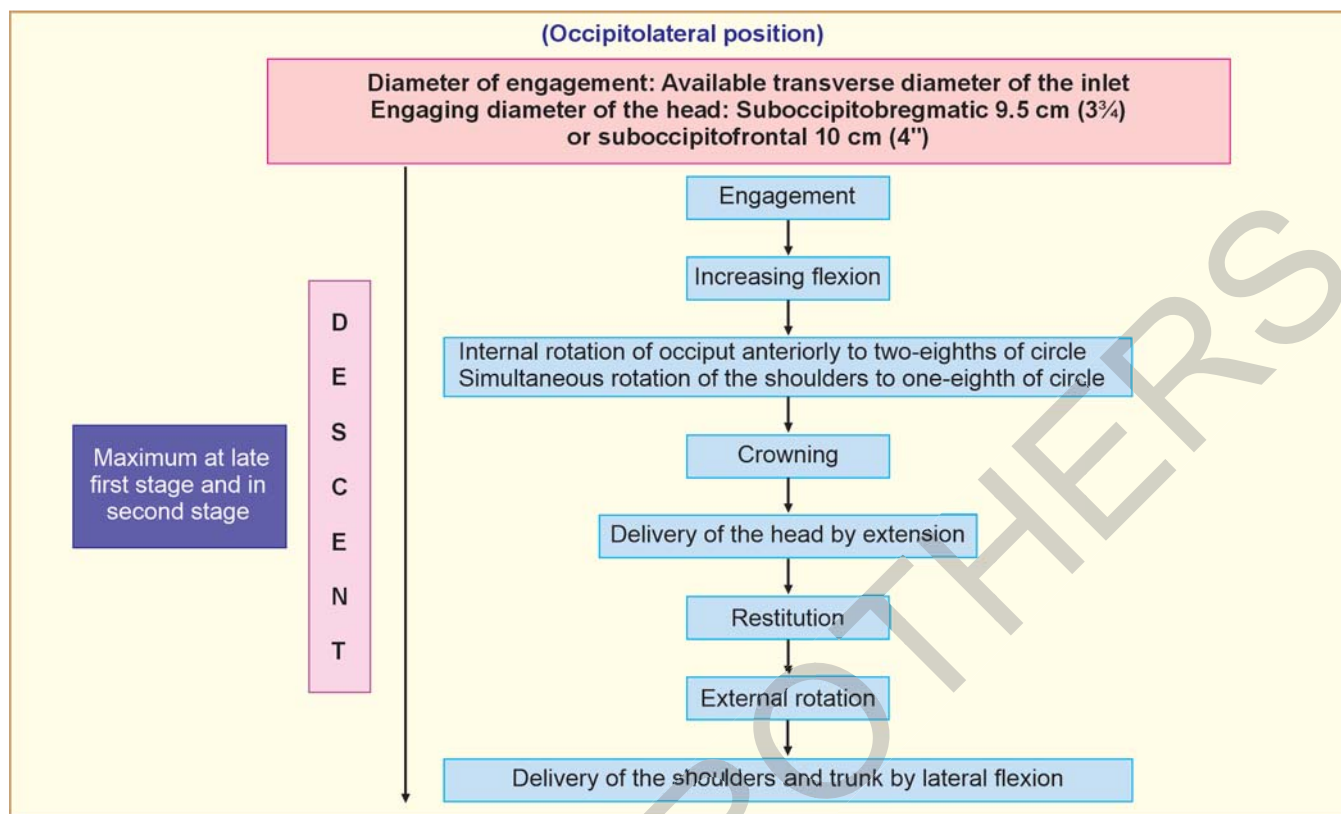 (Occipitolateral position)
Diameter of engagement: Available transverse diameter of the inlet
Engaging diameter of the head: Suboccipitobregmatic 9.5 cm (3¾)
or suboccipitofrontal 10 cm (4")
Engagement
Increasing flexion
Internal rotation of occiput anteriorly to two-eighths of circle
Simultaneous rotation of the shoulders to one-eighth of circle
Crowning
Delivery of the head by extension
Restitution
External rotation
Delivery of the shoulders and trunk by lateral flexion
D
E
S
C
E
N
T
Maximum at late
first stage and in
second stage
OTHERS